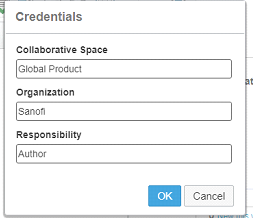 Credentials
Collaborative Space
Global Product
Organization
Sanofi
Responsibility
Author
OK
Cancel